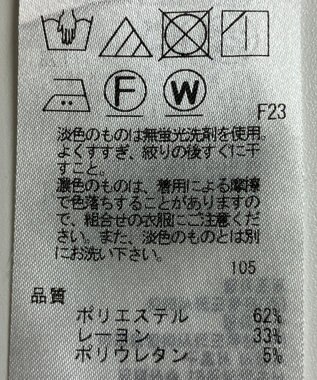 F W
F23
淡色のものは無蛍光洗剤を使用。
よくすすぎ、絞りの後すぐに干
すこと。
濃色のものは、着用による摩擦
で色落ちすることがありますの
で、組合せの衣服にご注意くだ
さい。また、淡色のものとは別
にお洗い下さい。
105
品質
ポリエステル 62%
レーヨン 33%
ポリウレタン 5%